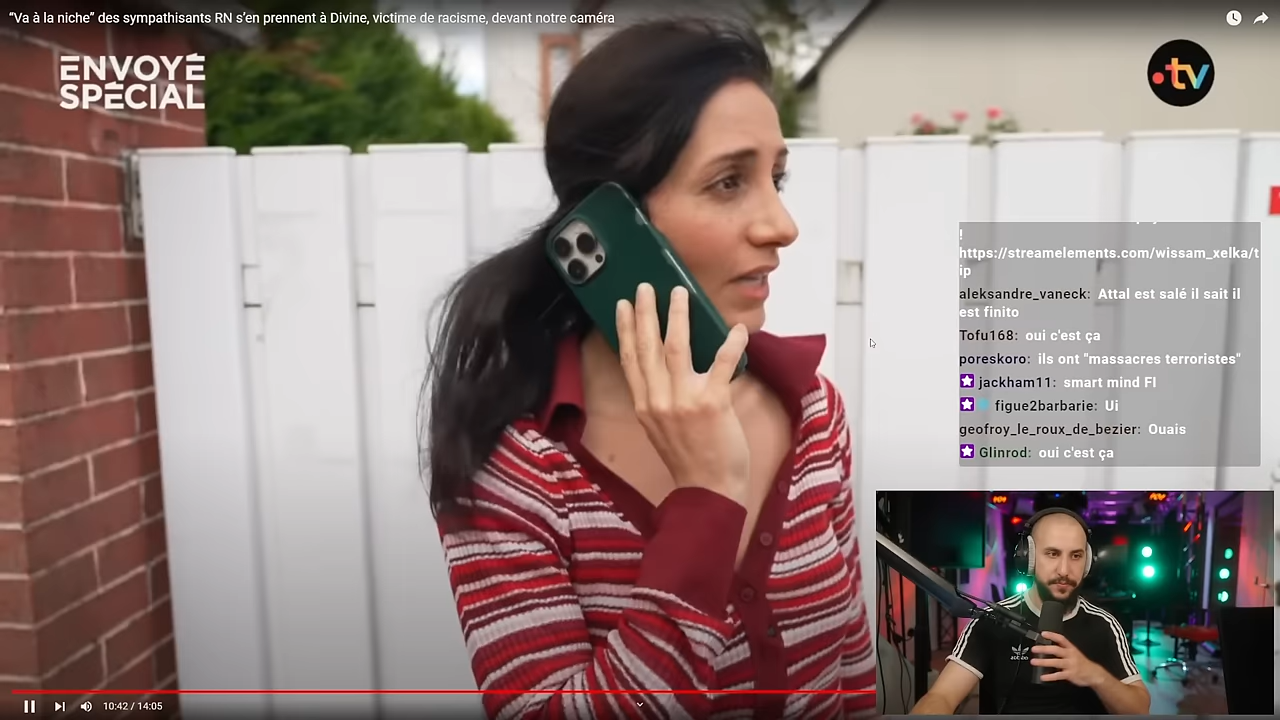 “Va à la niche” des sympathisants RN s’en prennent à Divine, victime de racisme, devant notre caméra
ENVOYÉ
SPÉCIAL
.tv
!
https://streamelements.com/wissam_xelka/t
ip
aleksandre_vaneck: Attal est salé il sait il
est finito
Tofu168: oui c'est ça
poreskoro: ils ont "massacres terroristes"
jackham11: smart mind FI
figue2barbarie: Ui
geofroy_le_roux_de_bezier: Ouais
Glinrod: oui c'est ça
10:42 / 14:05